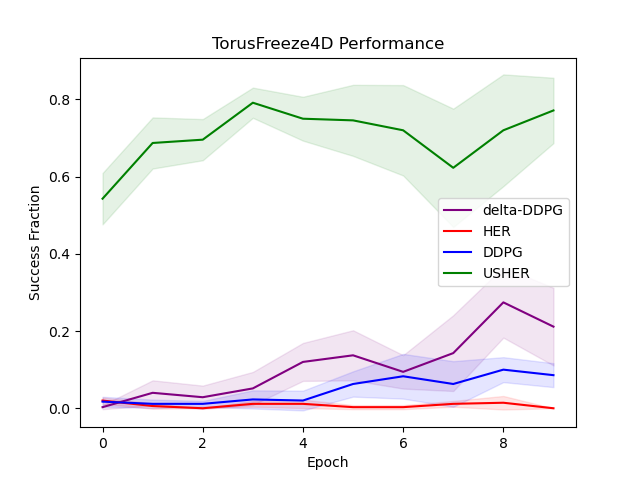 TorusFreeze4D Performance
Success Fraction
0.8
0.6
0.4
0.2
0.0
delta-DDPG
HER
DDPG
USHER
0
2
4
6
8
Epoch